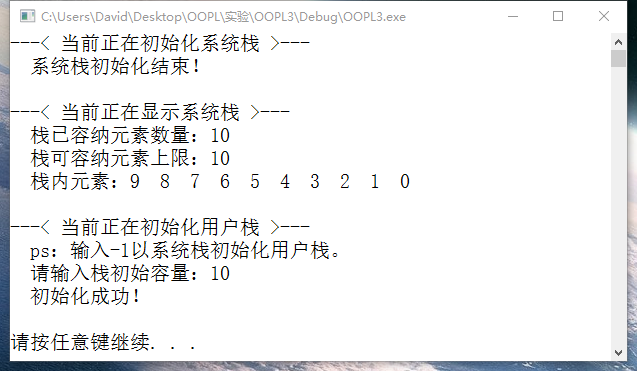 C:\Users\David\Desktop\OOPL\实验\OOPL3\Debug\OOPL3.exe
---< 当前正在初始化系统栈 >---
系统栈初始化结束!
---< 当前正在显示系统栈 >---
栈已容纳元素数量: 10
栈可容纳元素上限: 10
栈内元素: 9 8 7 6 5 4 3 2 1 0
---< 当前正在初始化用户栈 >---
ps: 输入-1以系统栈初始化用户栈。
请输入栈初始容量: 10
初始化成功!
请按任意键继续. . .